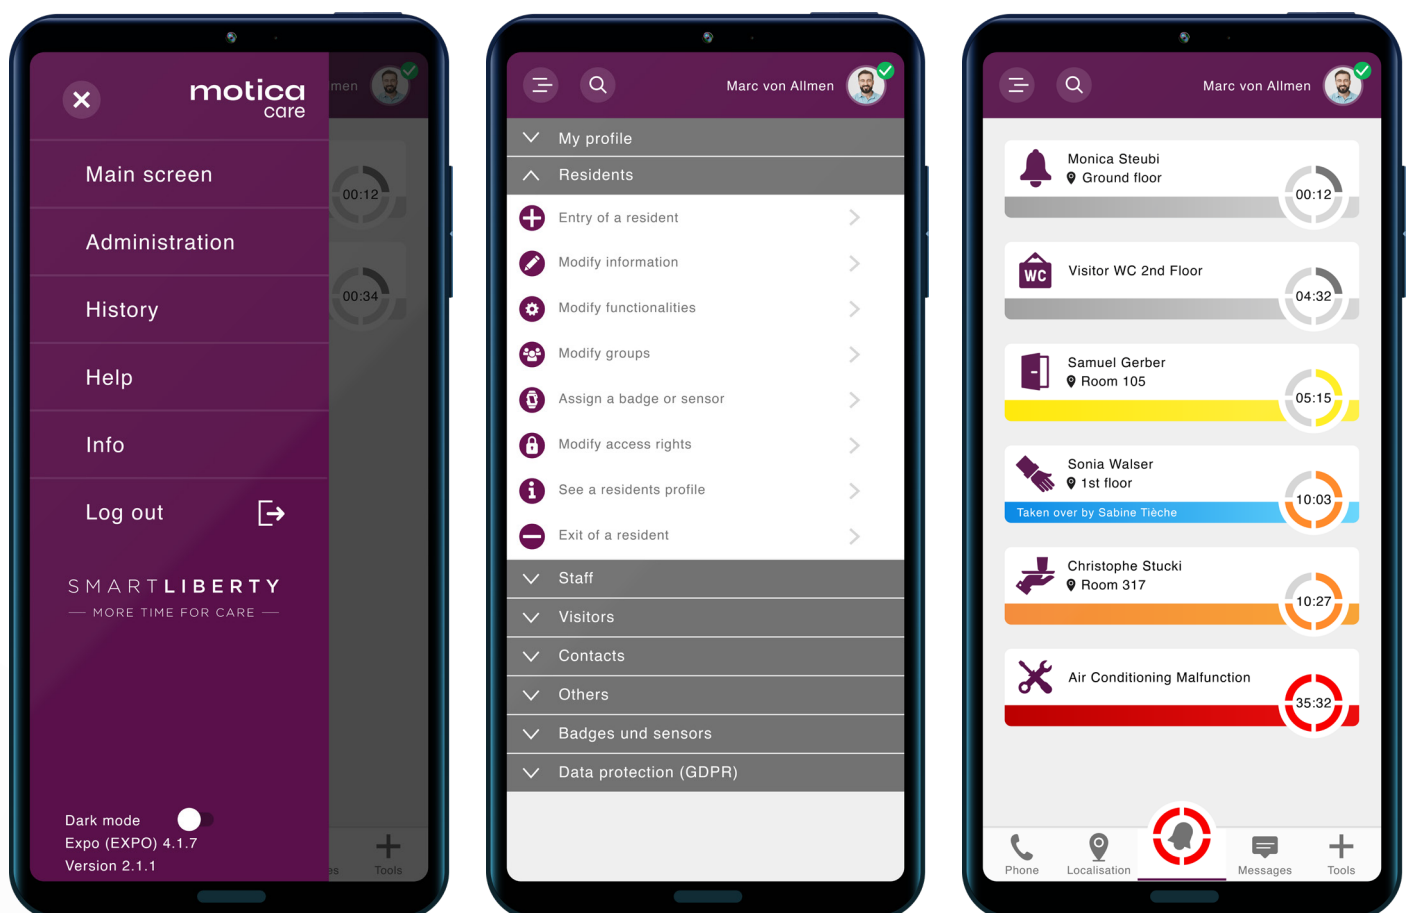 motica
care
Main screen
Administration
History
Help
Info
Log out
SMARTLIBERTY
— MORE TIME FOR CARE —
Dark mode
Expo (EXPO) 4.1.7
Version 2.1.1
men
00:12
00:34
es
Tools
Marc von Allmen
My profile
Residents
Entry of a resident
Modify information
Modify functionalities
Modify groups
Assign a badge or sensor
Modify access rights
See a residents profile
Exit of a resident
Staff
Visitors
Contacts
Others
Badges und sensors
Data protection (GDPR)
Marc von Allmen
Monica Steubi
Ground floor
00:12
WC
Visitor WC 2nd Floor
04:32
Samuel Gerber
Room 105
05:15
Sonia Walser
1st floor
Taken over by Sabine Tièche
10:03
Christophe Stucki
Room 317
10:27
Air Conditioning Malfunction
35:32
Phone
Localisation
Messages
Tools